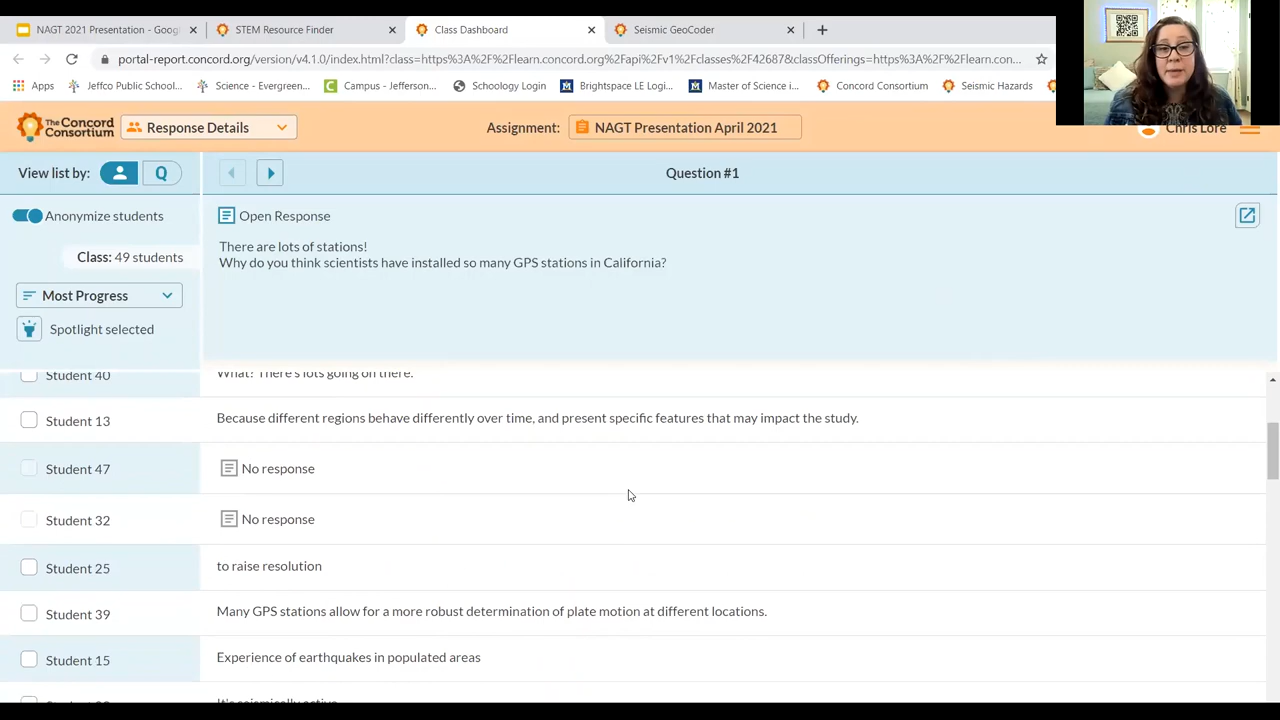 NAGT 2021 Presentation - Goog
STEM Resource Finder
Class Dashboard
Seismic GeoCoder
portal-report.concord.org/version/v4.1.0/index.html?class=https%3A%2F%2Flearn.concord.org%2Fapi%2Fv1%2Fclasses%2F42687&classOfferings=https%3A%2F%2Flearn.con...
Apps
Jeffco Public School...
Science - Evergreen...
Campus - Jefferson...
Schoology Login
Brightspace LE Logi...
Master of Science i...
Concord Consortium
Seismic Hazards
The Concord Consortium
Response Details
Assignment:
NAGT Presentation April 2021
Chris Lore
View list by:
Q
Question #1
Anonymize students
Open Response
Class: 49 students
There are lots of stations!
Why do you think scientists have installed so many GPS stations in California?
Most Progress
Spotlight selected
Student 40
What? There's lots going on there.
Student 13
Because different regions behave differently over time, and present specific features that may impact the study.
Student 47
No response
Student 32
No response
Student 25
to raise resolution
Student 39
Many GPS stations allow for a more robust determination of plate motion at different locations.
Student 15
Experience of earthquakes in populated areas
It's seismically active